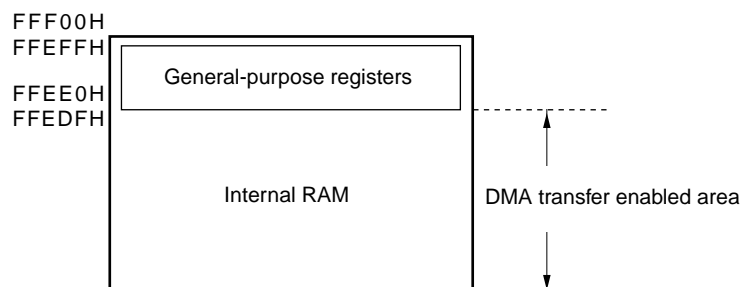 FFF00H
FFEFFH
General-purpose registers
FFEE0H
FFEDFH
Internal RAM
DMA transfer enabled area